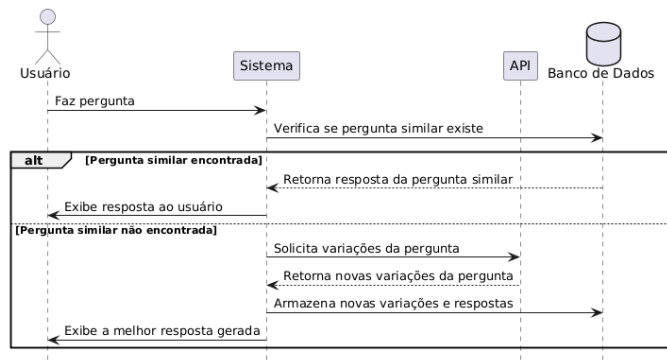 Usuário
Sistema
API
Banco de Dados
Faz pergunta
Verifica se pergunta similar existe
alt [Pergunta similar encontrada]
Retorna resposta da pergunta similar
Exibe resposta ao usuário
[Pergunta similar não encontrada]
Solicita variações da pergunta
Retorna novas variações da pergunta
Armazena novas variações e respostas
Exibe a melhor resposta gerada